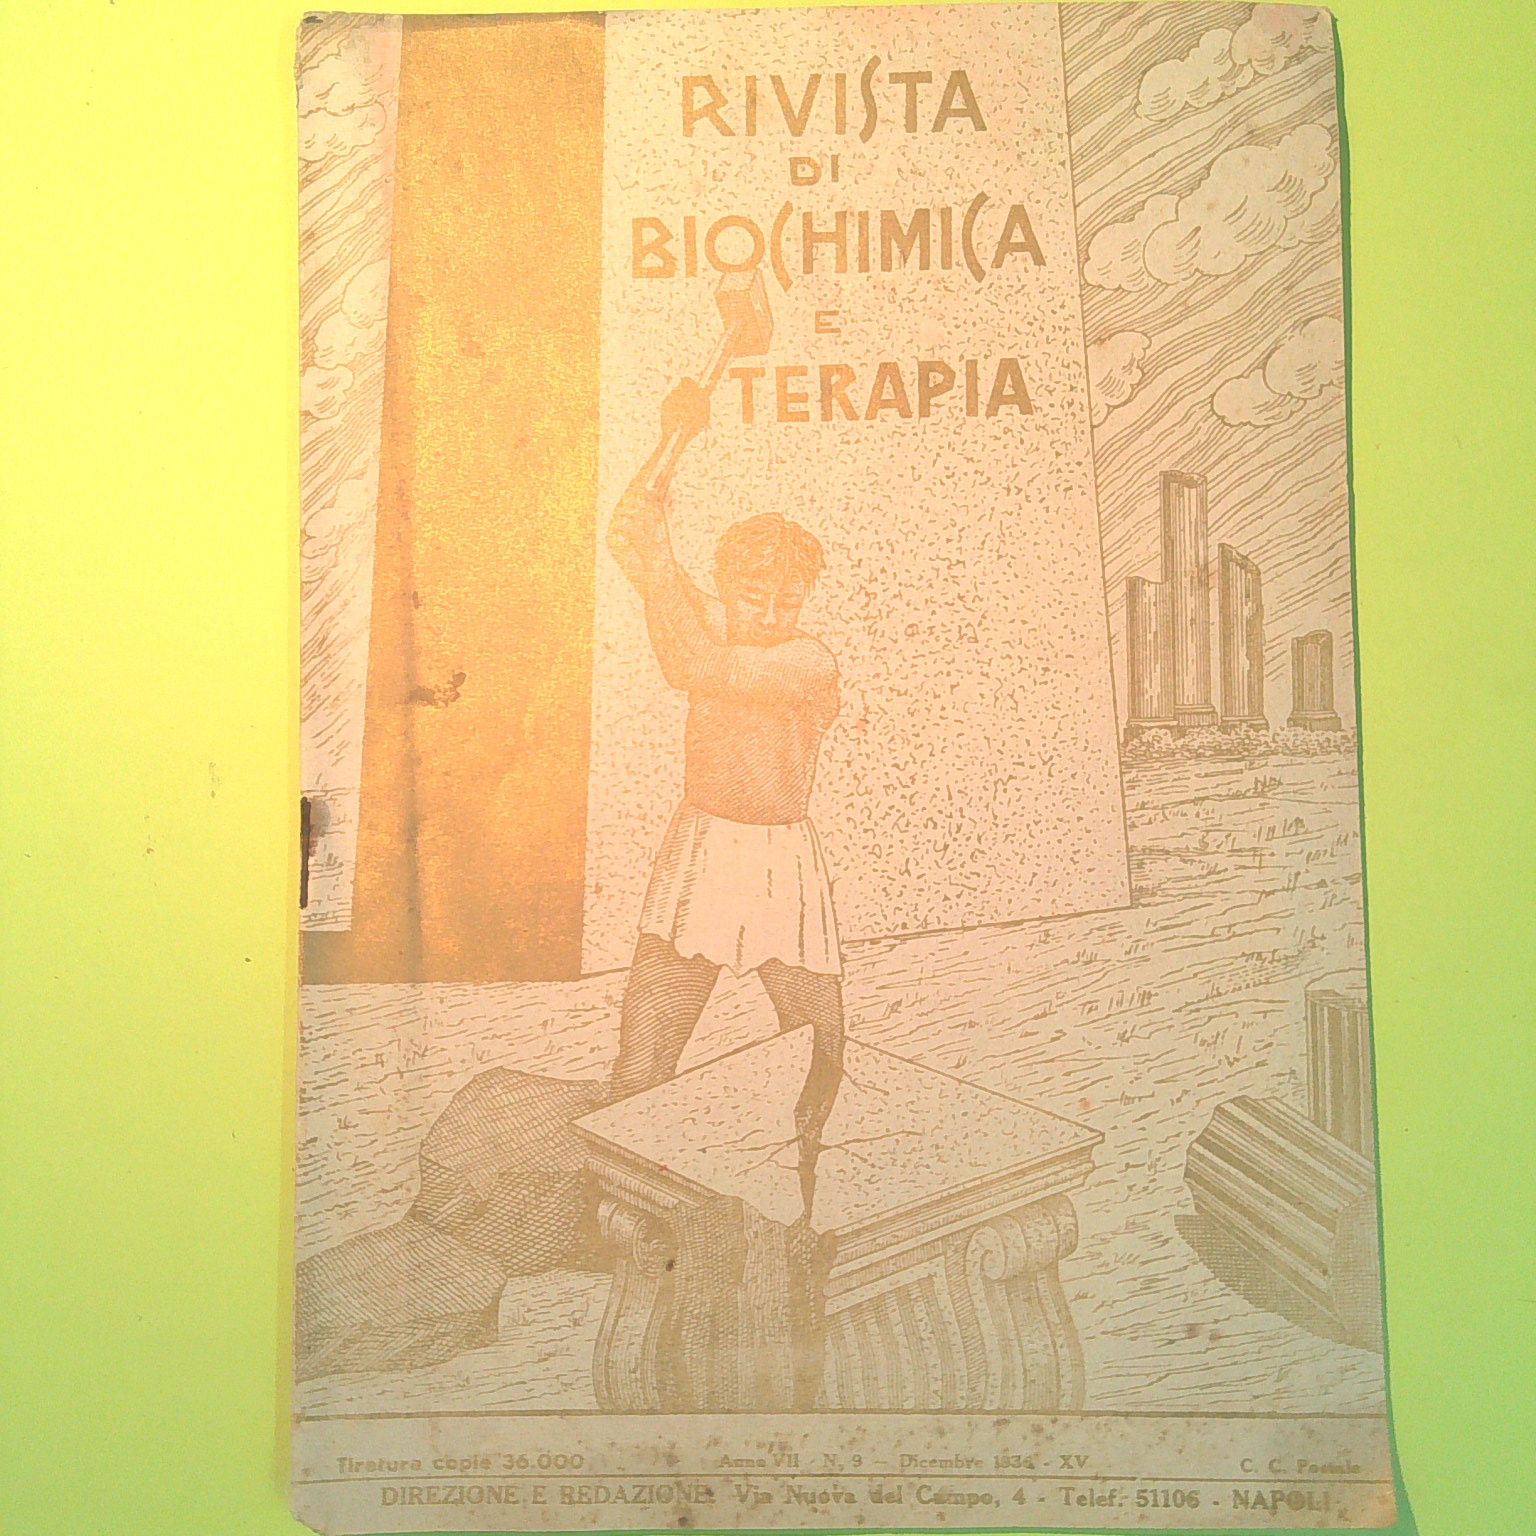 RIVISTA
DI
BIOCHIMICA
E
TERAPIA
Tiratura copie 36.000
Anno VII - N. 9 - Dicembre 1936 - XV
C. C. Postale
DIREZIONE E REDAZIONE: Via Nuova del Campo, 4 - Telef. 51106 - NAPOLI